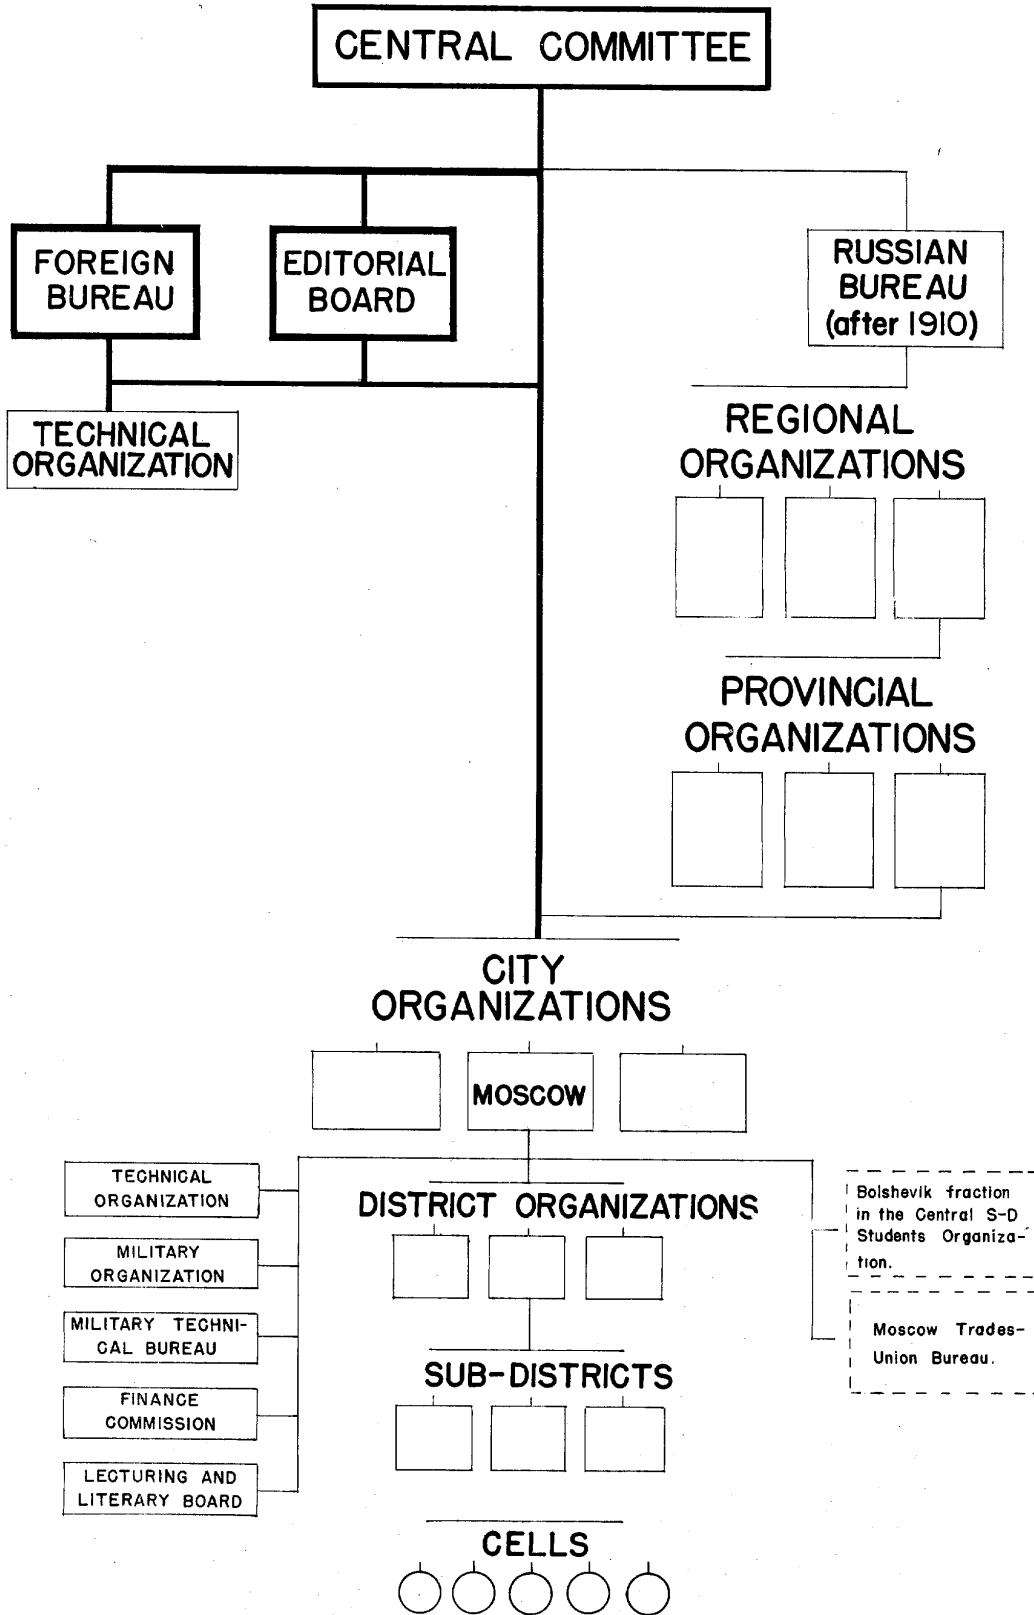 CENTRAL COMMITTEE
FOREIGN
BUREAU
EDITORIAL
BOARD
RUSSIAN
BUREAU
(after 1910)
TECHNICAL
ORGANIZATION
REGIONAL
ORGANIZATIONS
PROVINCIAL
ORGANIZATIONS
CITY
ORGANIZATIONS
MOSCOW
TECHNICAL
ORGANIZATION
MILITARY
ORGANIZATION
MILITARY TECHNI-
CAL BUREAU
FINANCE
COMMISSION
LECTURING AND
LITERARY BOARD
DISTRICT ORGANIZATIONS
SUB-DISTRICTS
CELLS
Bolshevik fraction
in the Central S-D
Students Organiza-
tion.
Moscow Trades-
Union Bureau.